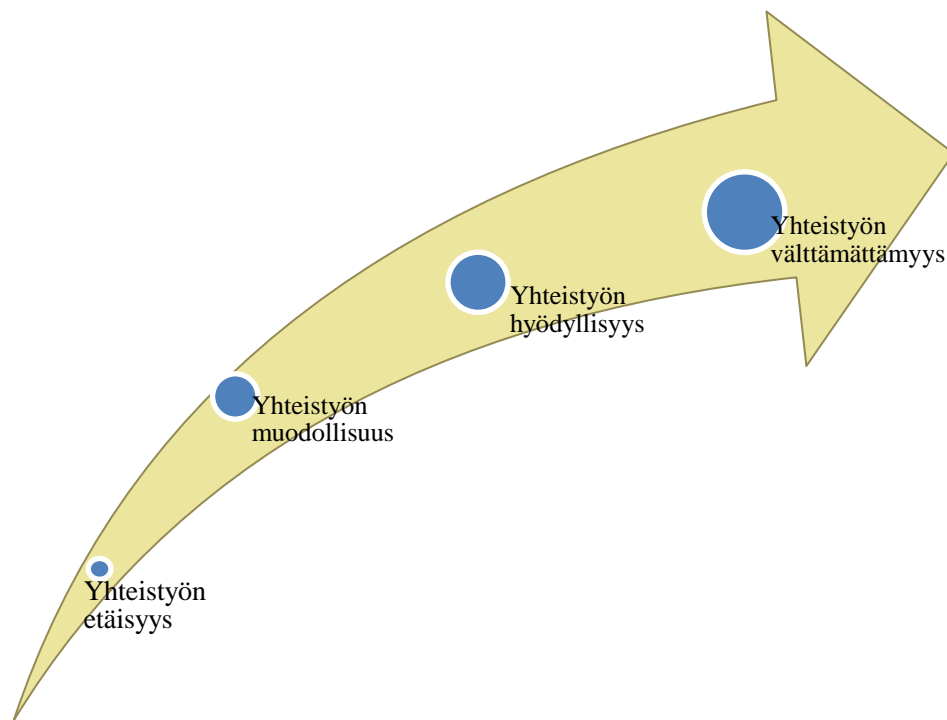 Yhteistyön
välttämättämyys
Yhteistyön
hyödyllisyys
Yhteistyön
muodollisuus
Yhteistyön
etäisyys